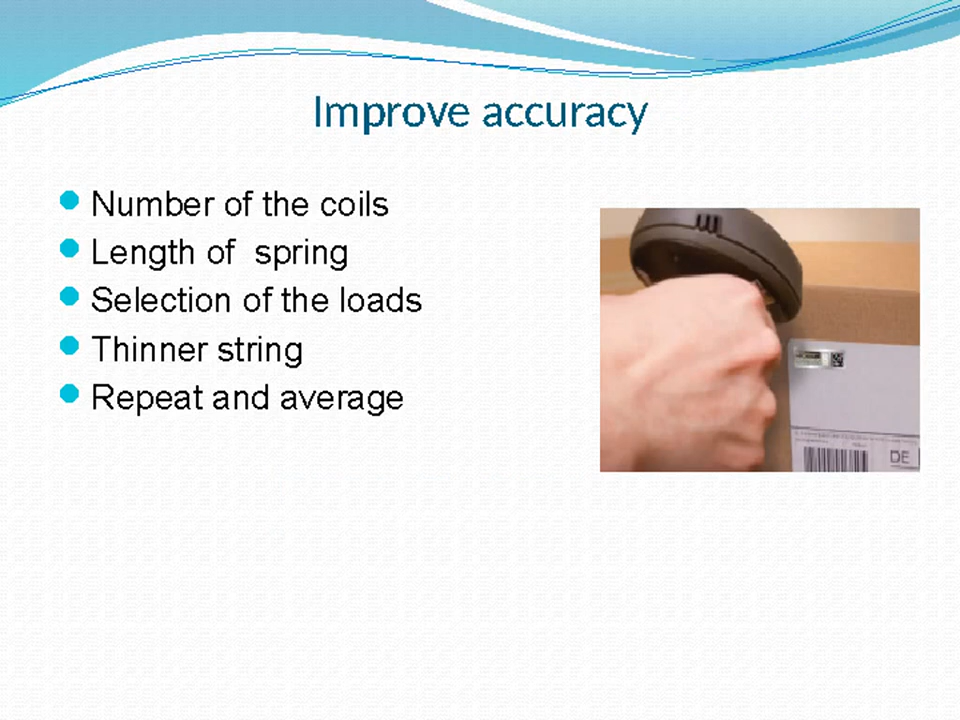 Improve accuracy
Number of the coils
Length of  spring
Selection of the loads
Thinner string
Repeat and average
DE